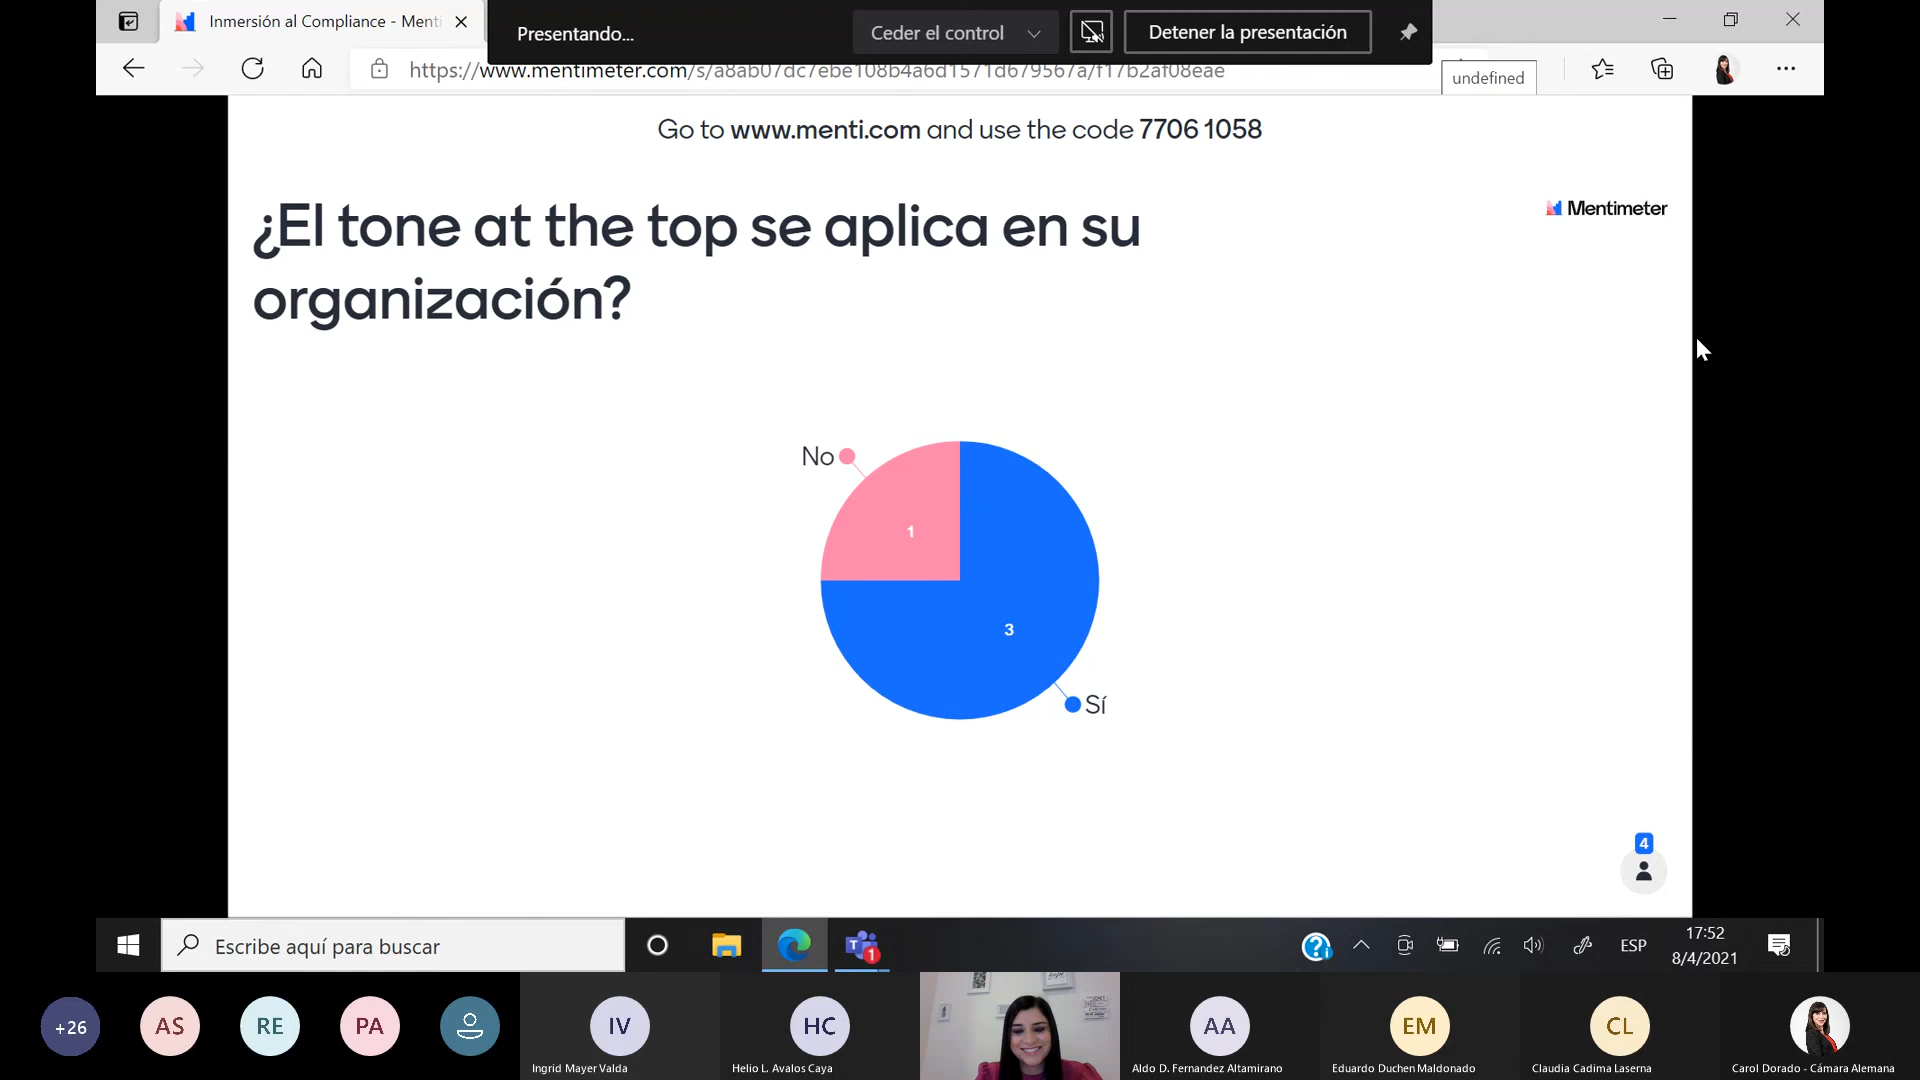 Inmersión al Compliance - Menti
Presentando...
Ceder el control
Detener la presentación
https://www.mentimeter.com/s/a8ab07dc7ebe108b4a6d1571d679567a/f17b2af08eae
undefined
Go to www.menti.com and use the code 7706 1058
¿El tone at the top se aplica en su
organización?
Mentimeter
No
1
3
Sí
4
Escribe aquí para buscar
T
1
ESP
17:52
8/4/2021
+26
AS
RE
PA
IV
HC
AA
EM
CL
Ingrid Mayer Valda
Helio L. Avalos Caya
Aldo D. Fernandez Altamirano
Eduardo Duchen Maldonado
Claudia Cadima Laserna
Carol Dorado - Cámara Alemana